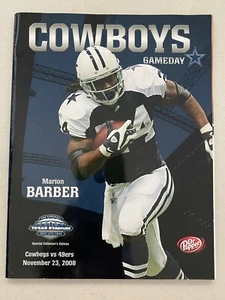 COWBOYS
GAMEDAY
Marion
BARBER
TEXAS STADIUM
Special Collector's Edition
Cowboys vs 49ers
November 23, 2008
Dr Pepper